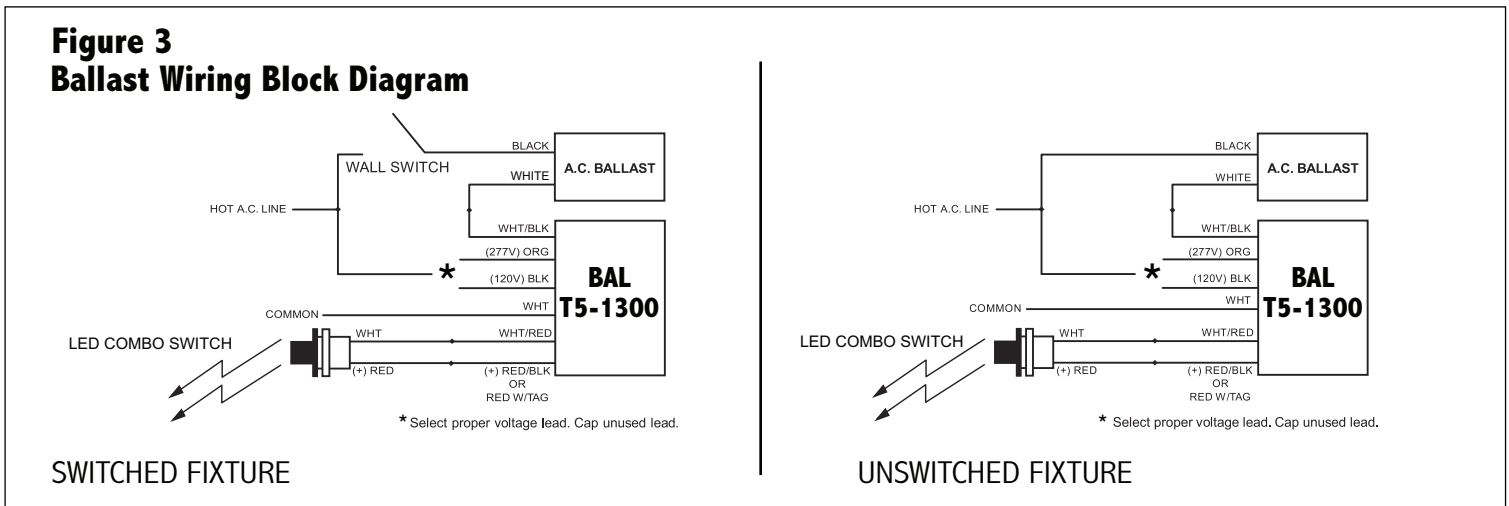 Figure 3
Ballast Wiring Block Diagram
BLACK
A.C. BALLAST
WALL SWITCH
WHITE
HOT A.C. LINE
WHT/BLK
(277V) ORG
*
(120V) BLK
BAL
T5-1300
WHT
COMMON
LED COMBO SWITCH
WHT
WHT/RED
(+) RED
(+) RED/BLK
OR
RED W/TAG
* Select proper voltage lead. Cap unused lead.
SWITCHED FIXTURE
BLACK
A.C. BALLAST
WHITE
HOT A.C. LINE
WHT/BLK
(277V) ORG
*
(120V) BLK
BAL
T5-1300
WHT
COMMON
LED COMBO SWITCH
WHT
WHT/RED
(+) RED
(+) RED/BLK
OR
RED W/TAG
* Select proper voltage lead. Cap unused lead.
UNSWITCHED FIXTURE